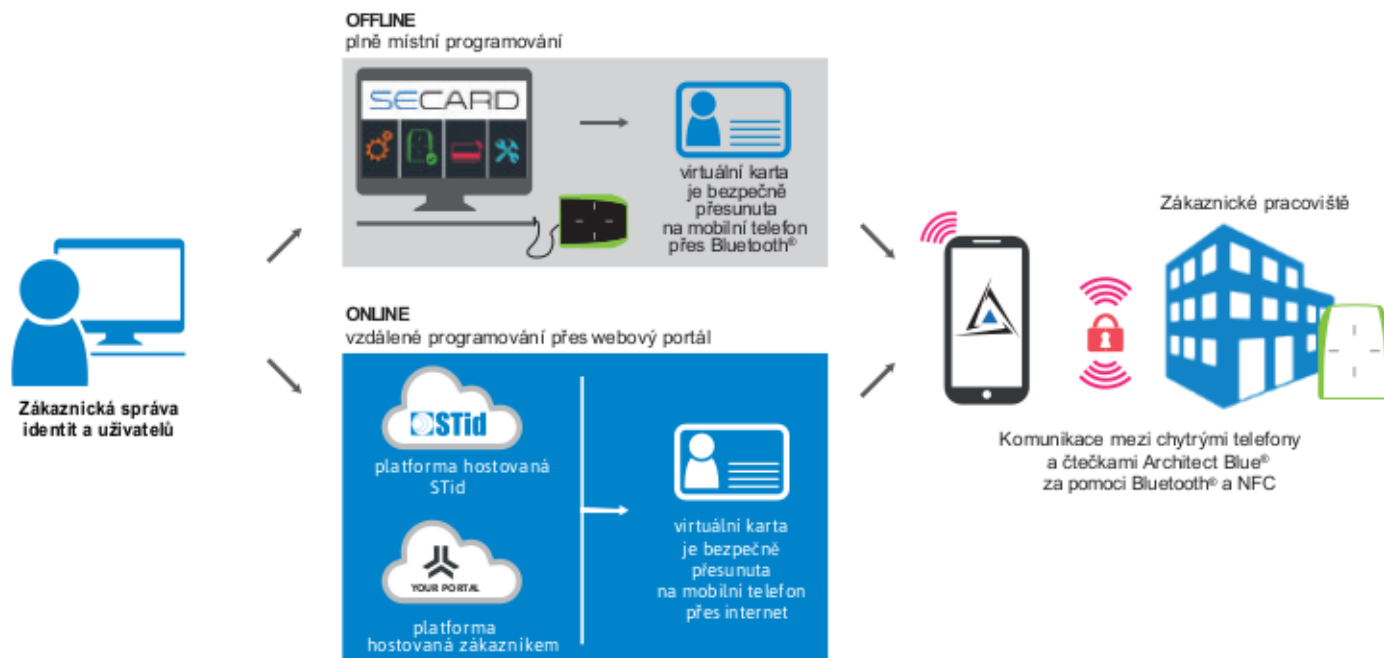 OFFLINE
plně místní programování
SECARD
virtuální karta
je bezpečně
přesunuta
na mobilní telefon
přes Bluetooth®
Zákaznická správa
identit a uživatelů
ONLINE
vzdálené programování přes webový portál
STid
platforma hostovaná
STid
YOUR PORTAL
platforma
hostovaná zákazníkem
virtuální karta
je bezpečně
přesunuta
na mobilní telefon
přes internet
Zákaznické pracoviště
Komunikace mezi chytrými telefony
a čtečkami Architect Blue®
za pomoci Bluetooth® a NFC